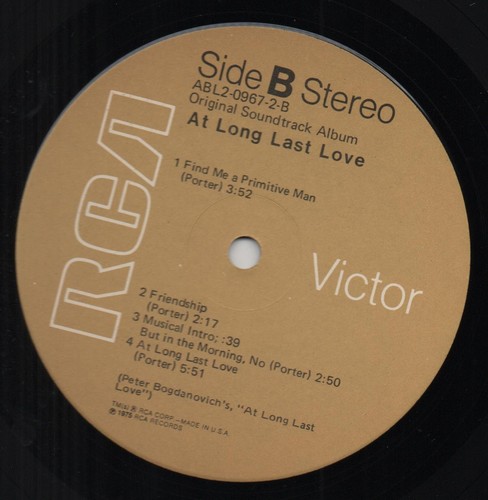 Side B Stereo
ABL2-0967-2-B
Original Soundtrack Album
At Long Last Love
1 Find Me a Primitive Man
(Porter) 3:52
RCA
Victor
2 Friendship
(Porter) 2:17
3 Musical Intro; :39
But in the Morning, No (Porter) 2:50
4 At Long Last Love
(Porter) 5:51
(Peter Bogdanovich's, "At Long Last
Love")
TM(s) ® RCA CORP.—MADE IN U.S.A.
℗ 1975 RCA RECORDS